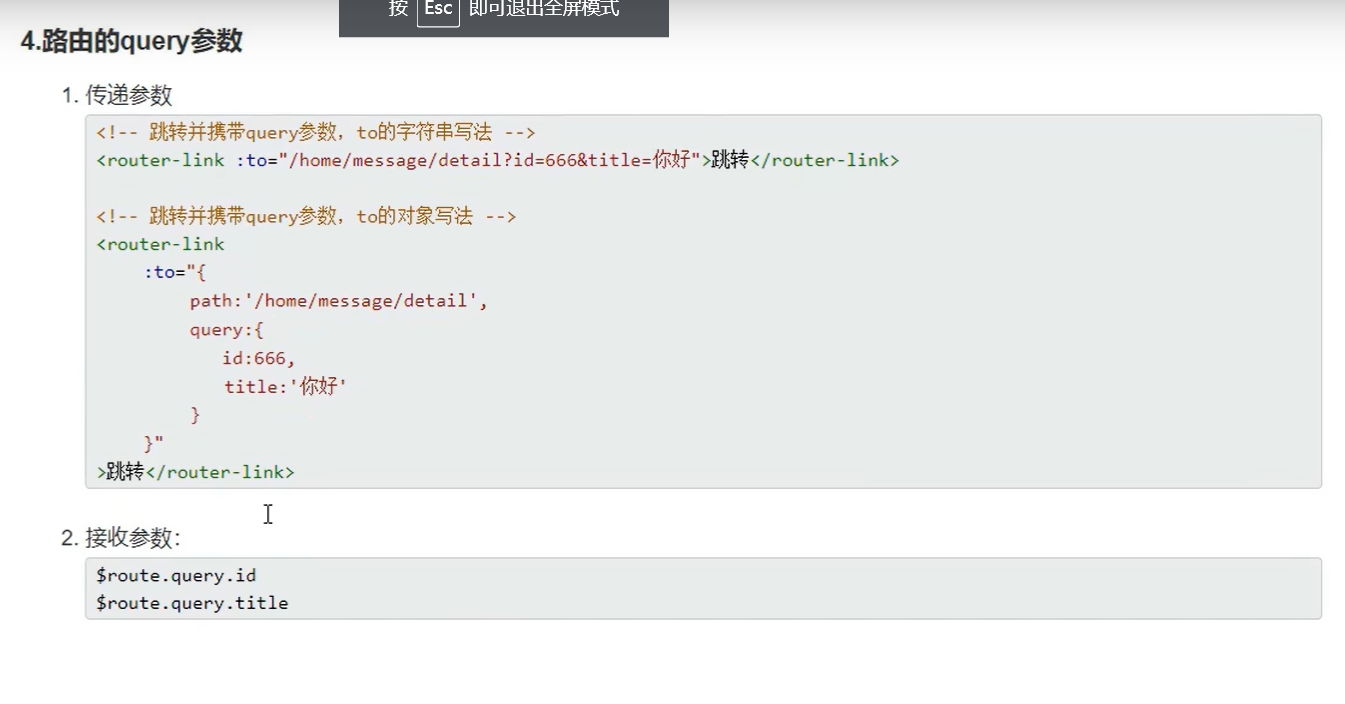 按 Esc 即可退出全屏模式
4.路由的query参数
1. 传递参数
<!-- 跳转并携带query参数，to的字符串写法 -->
<router-link :to="/home/message/detail?id=666&title=你好">跳转</router-link>
<!-- 跳转并携带query参数，to的对象写法 -->
<router-link
:to="{
path:'/home/message/detail',
query:{
id:666,
title:'你好'
}
}"
>跳转</router-link>
2. 接收参数：
$route.query.id
$route.query.title